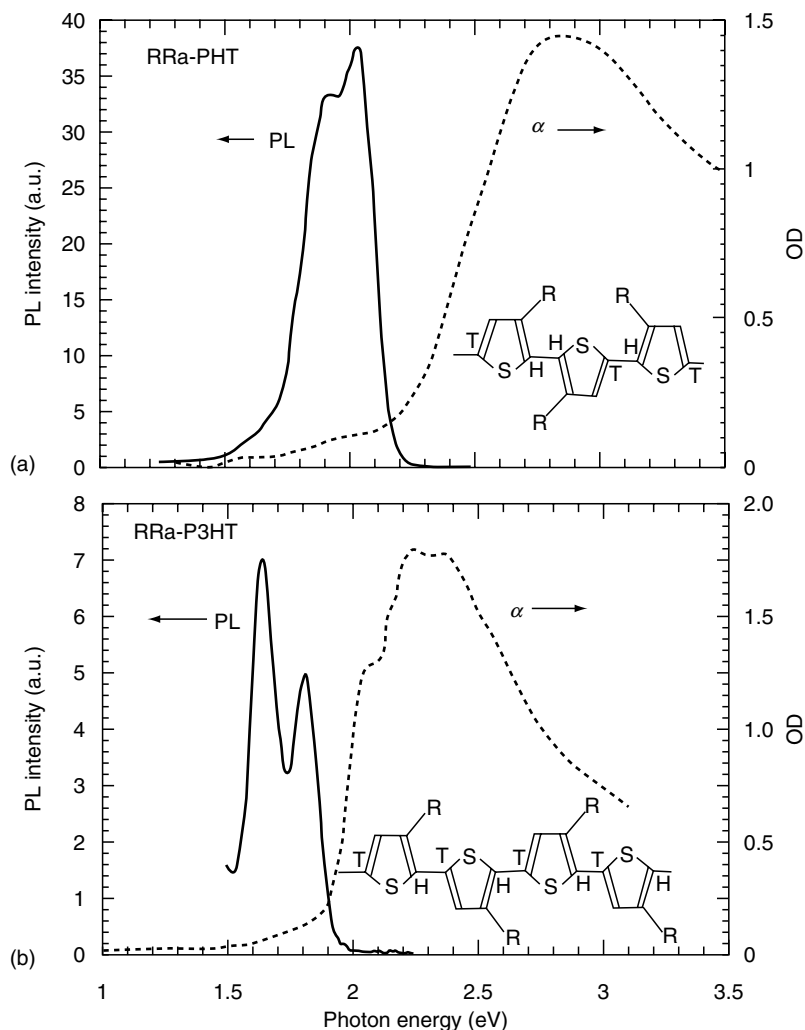 40
35
30
25
20
15
10
5
0
PL intensity (a.u.)
RRa-PHT
PL
α
1.5
1
0.5
0
OD
T
R
H
S
H
S
R
T
R
H
S
T
(a)
8
7
6
5
4
3
2
1
0
PL intensity (a.u.)
RRa-P3HT
PL
α
2.0
1.5
1.0
0.5
0
OD
T
R
S
H
T
S
H
R
T
R
S
H
T
S
H
R
(b)
1
1.5
2
2.5
3
3.5
Photon energy (eV)